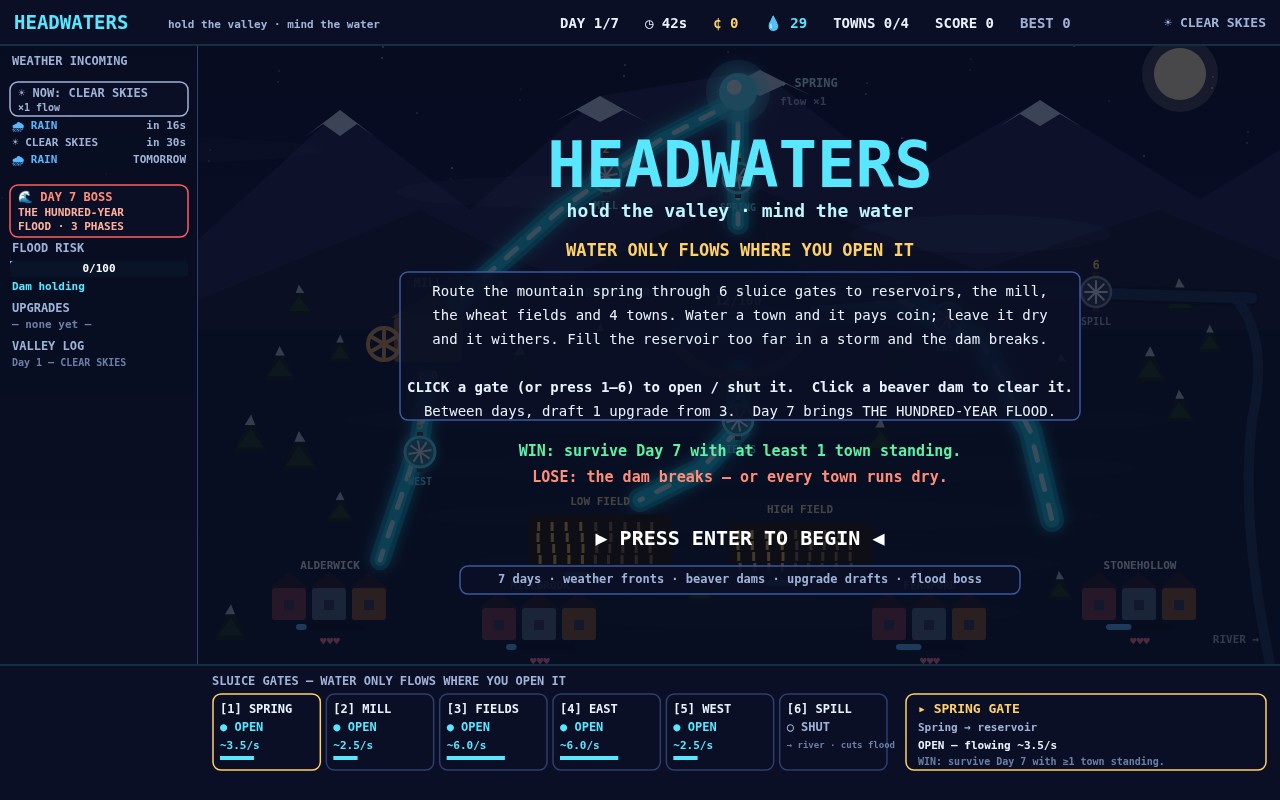 HEADWATERS
hold the valley · mind the water
DAY 1/7
42s
¢ 0
29
TOWNS 0/4
SCORE 0
BEST 0
CLEAR SKIES
WEATHER INCOMING
NOW: CLEAR SKIES
×1 flow
RAIN in 16s
CLEAR SKIES in 30s
RAIN TOMORROW
DAY 7 BOSS
THE HUNDRED-YEAR
FLOOD · 3 PHASES
FLOOD RISK
0/100
Dam holding
UPGRADES
— none yet —
VALLEY LOG
Day 1 — CLEAR SKIES
SPRING
flow ×1
HEADWATERS
hold the valley · mind the water
WATER ONLY FLOWS WHERE YOU OPEN IT
Route the mountain spring through 6 sluice gates to reservoirs, the mill,
the wheat fields and 4 towns. Water a town and it pays coin; leave it dry
and it withers. Fill the reservoir too far in a storm and the dam breaks.
CLICK a gate (or press 1–6) to open / shut it. Click a beaver dam to clear it.
Between days, draft 1 upgrade from 3. Day 7 brings THE HUNDRED-YEAR FLOOD.
6
SPILL
WIN: survive Day 7 with at least 1 town standing.
LOSE: the dam breaks — or every town runs dry.
LOW FIELD
HIGH FIELD
▶ PRESS ENTER TO BEGIN ◀
ALDERWICK
STONEHOLLOW
7 days · weather fronts · beaver dams · upgrade drafts · flood boss
RIVER →
SLUICE GATES — WATER ONLY FLOWS WHERE YOU OPEN IT
[1] SPRING
● OPEN
~3.5/s
[2] MILL
● OPEN
~2.5/s
[3] FIELDS
● OPEN
~6.0/s
[4] EAST
● OPEN
~6.0/s
[5] WEST
● OPEN
~2.5/s
[6] SPILL
○ SHUT
→ river · cuts flood
▸ SPRING GATE
Spring → reservoir
OPEN — flowing ~3.5/s
WIN: survive Day 7 with ≥1 town standing.